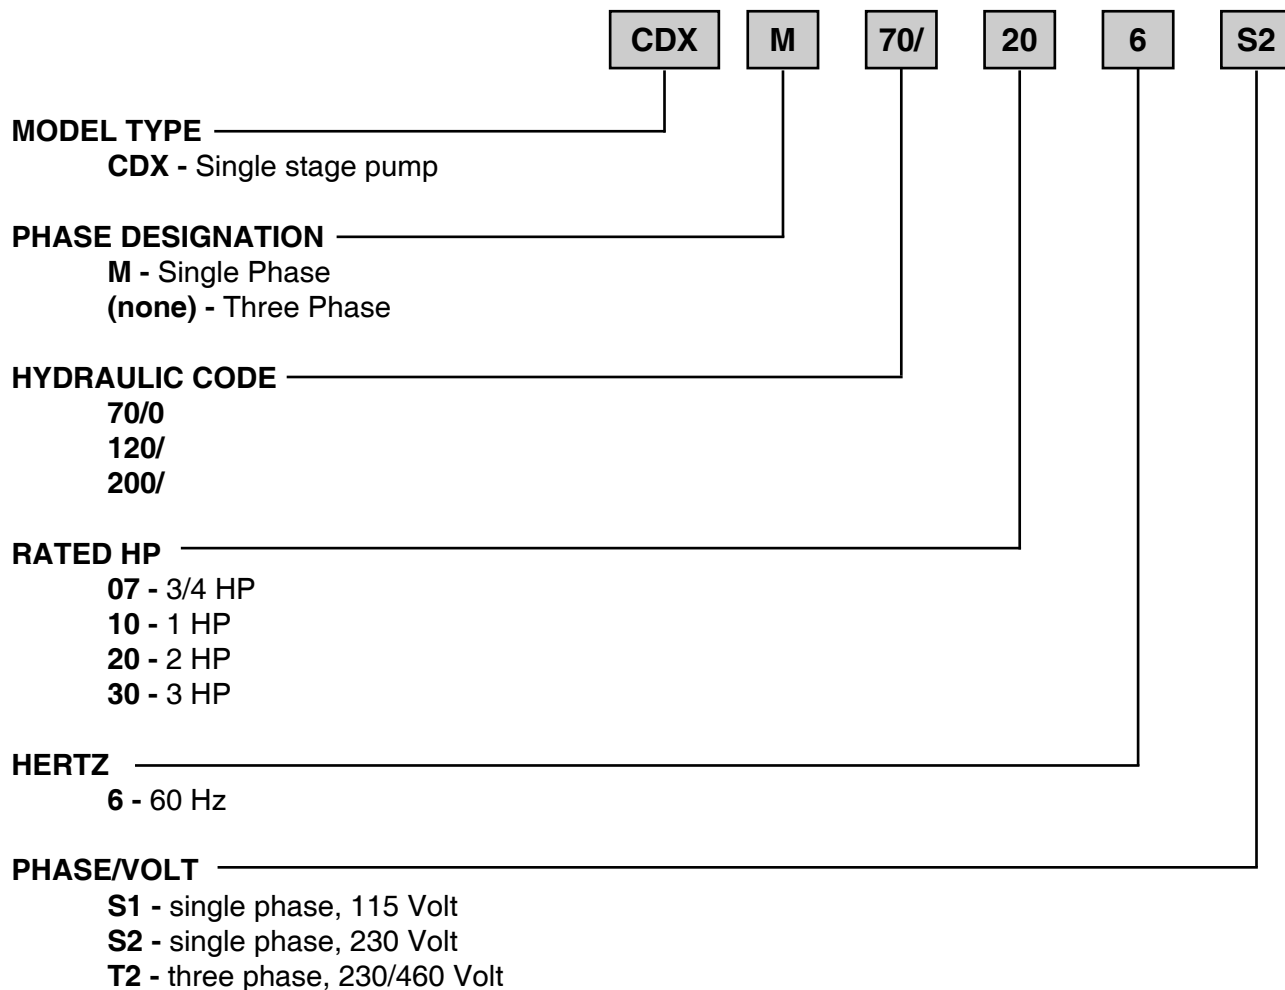 CDX M 70/ 20 6 S2
MODEL TYPE
CDX - Single stage pump
PHASE DESIGNATION
M - Single Phase
(none) - Three Phase
HYDRAULIC CODE
70/0
120/
200/
RATED HP
07 - 3/4 HP
10 - 1 HP
20 - 2 HP
30 - 3 HP
HERTZ
6 - 60 Hz
PHASE/VOLT
S1 - single phase, 115 Volt
S2 - single phase, 230 Volt
T2 - three phase, 230/460 Volt